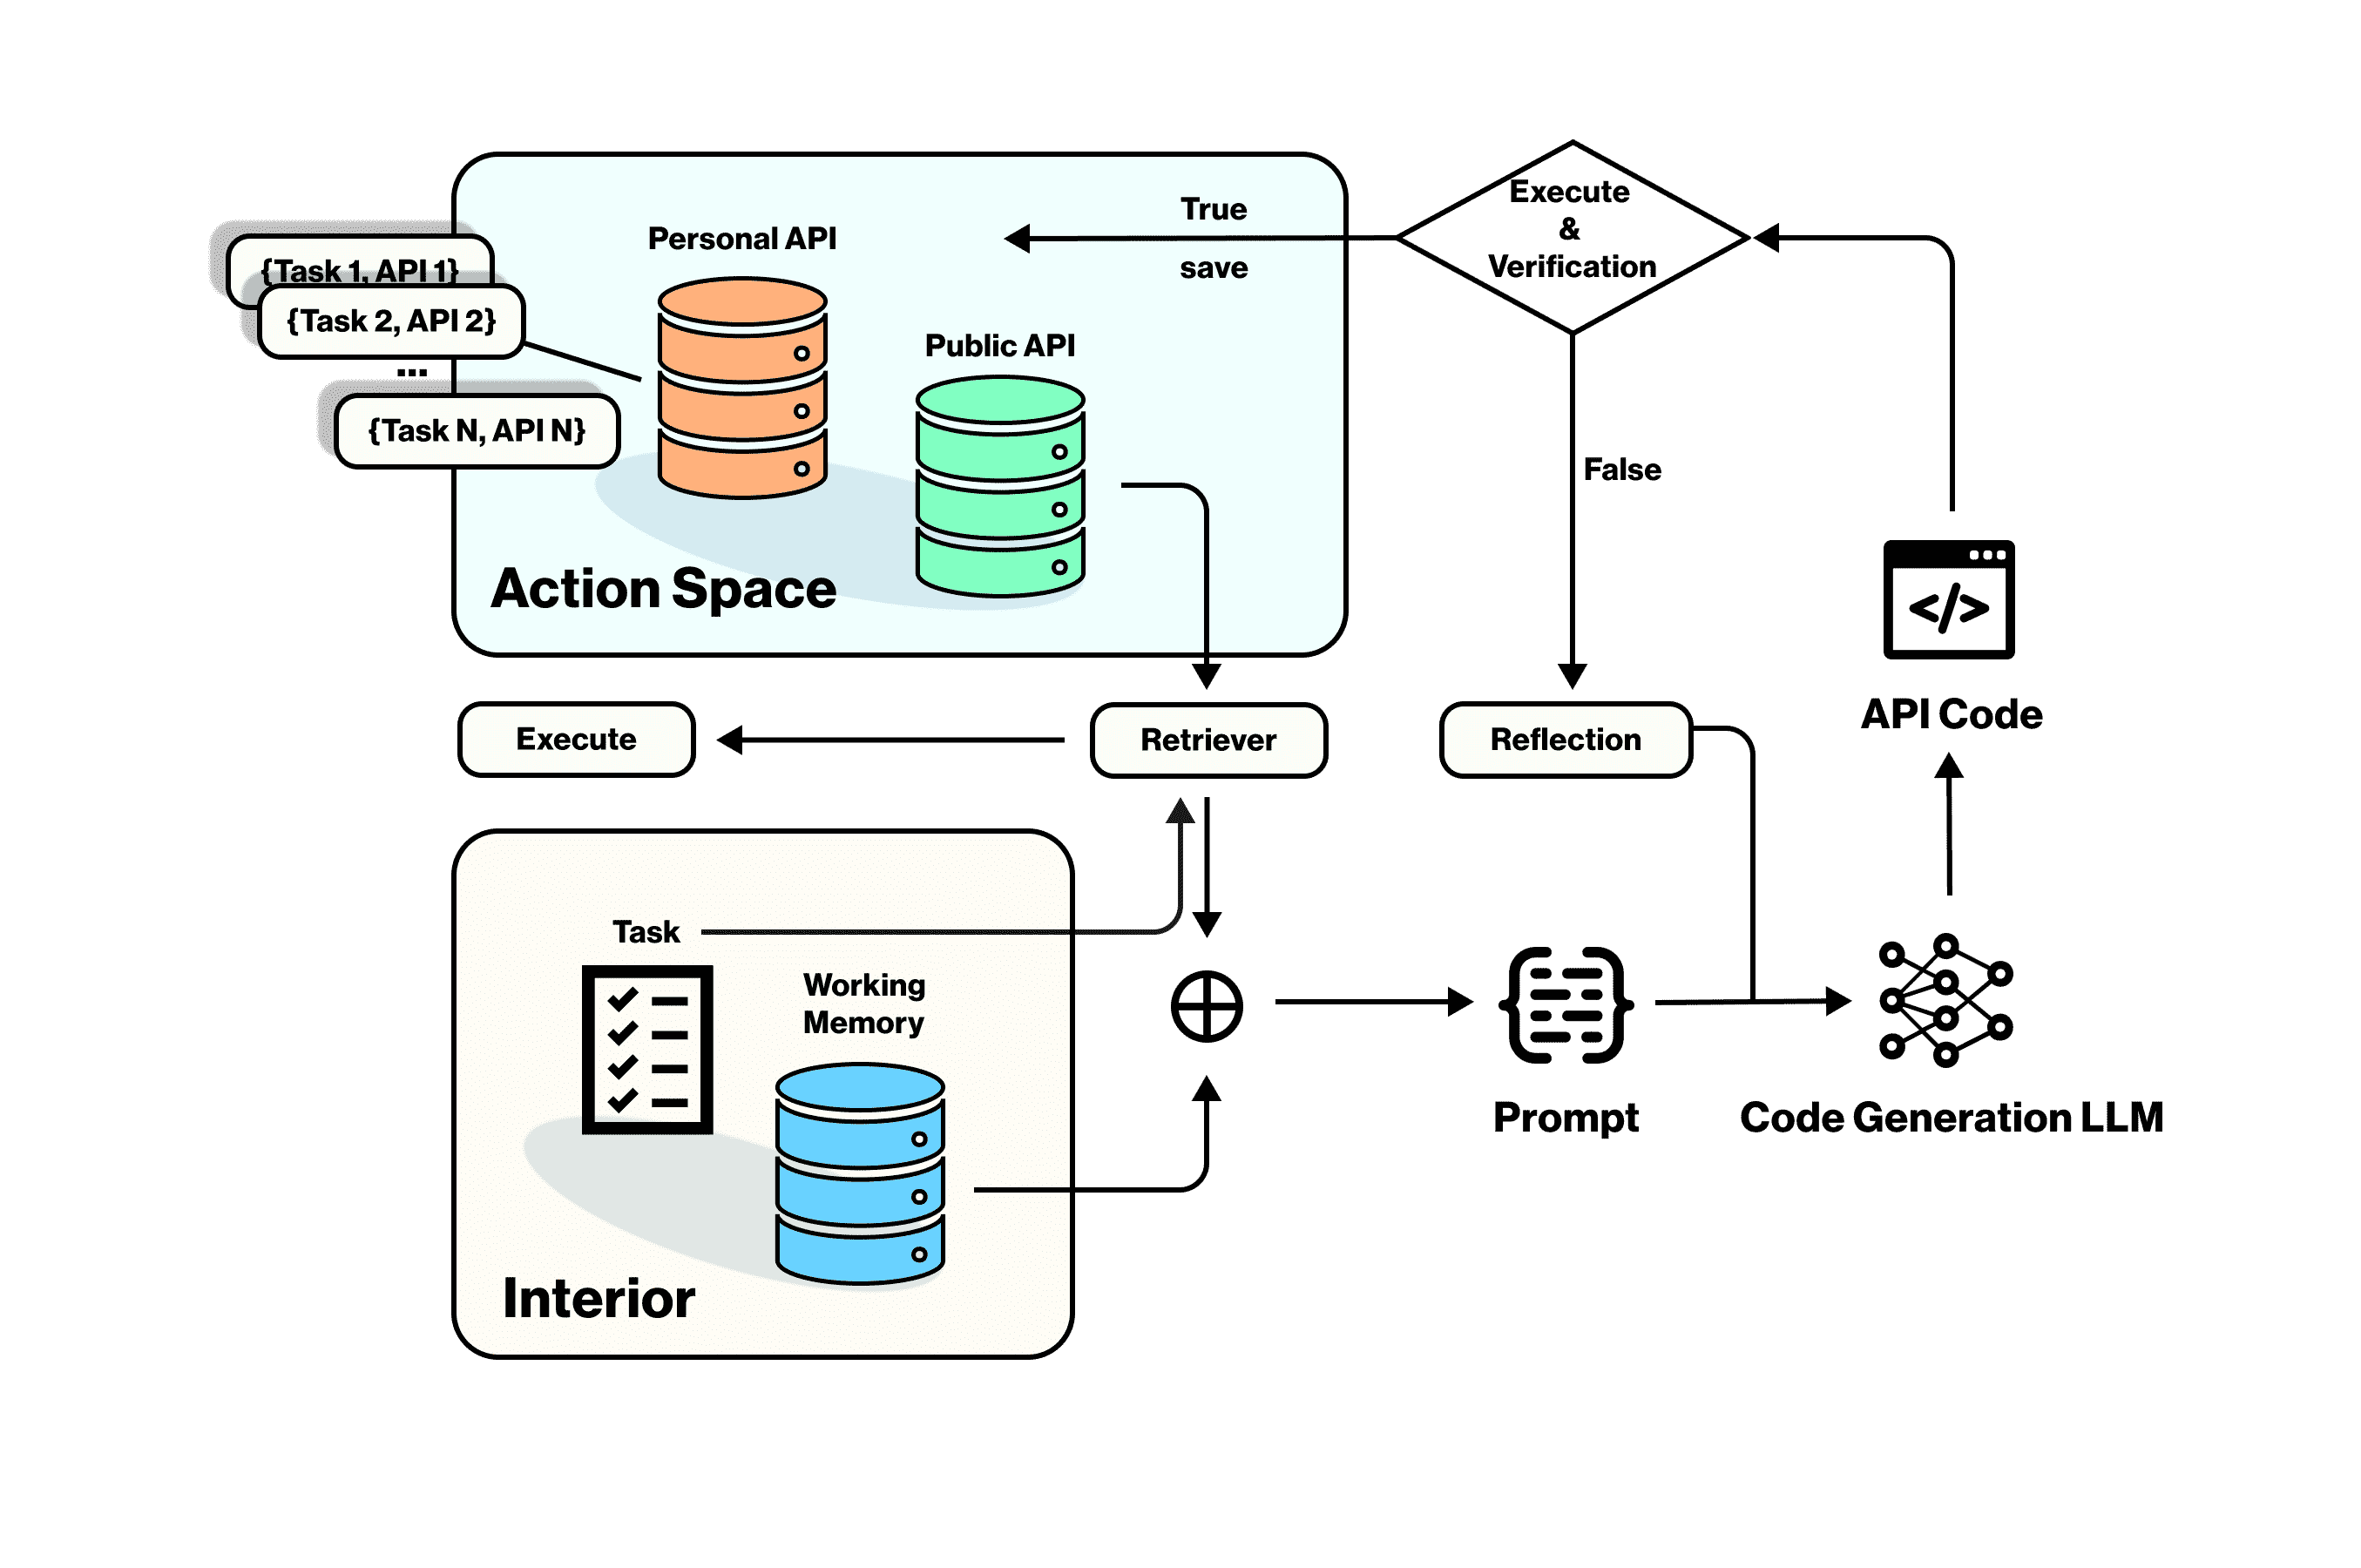 Execute
&
Verification
True
save
Personal API
{Task 1, API 1}
{Task 2, API 2}
...
{Task N, API N}
Public API
Action Space
False
</>
API Code
Execute
Retriever
Reflection
Task
Working
Memory
Interior
Prompt
Code Generation LLM